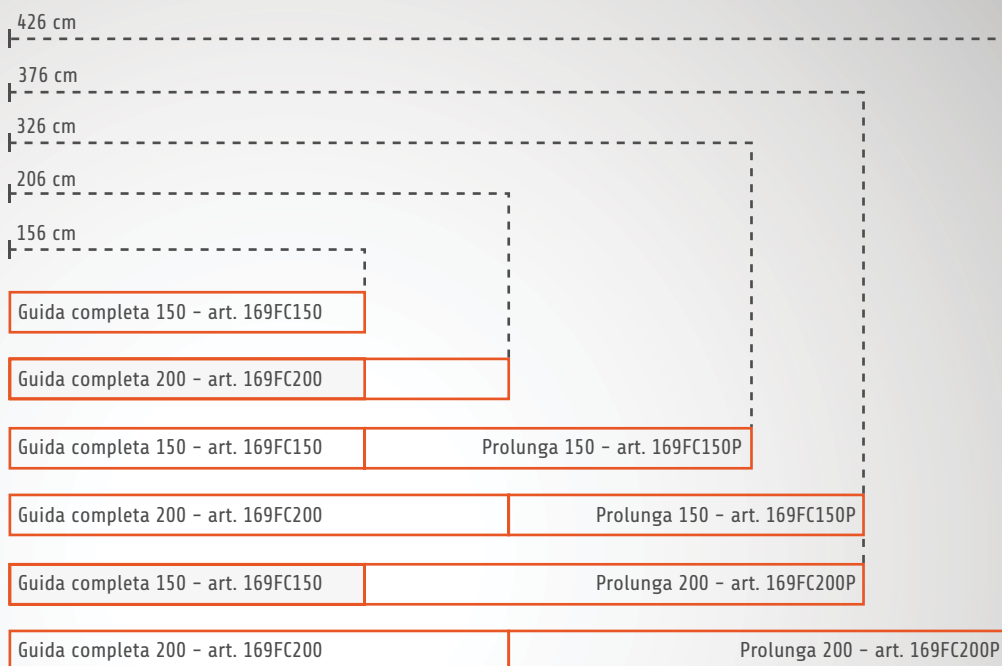 426 cm
376 cm
326 cm
206 cm
156 cm
Guida completa 150 – art. 169FC150
Guida completa 200 – art. 169FC200
Guida completa 150 – art. 169FC150 Prolunga 150 – art. 169FC150P
Guida completa 200 – art. 169FC200 Prolunga 150 – art. 169FC150P
Guida completa 150 – art. 169FC150 Prolunga 200 – art. 169FC200P
Guida completa 200 – art. 169FC200 Prolunga 200 – art. 169FC200P